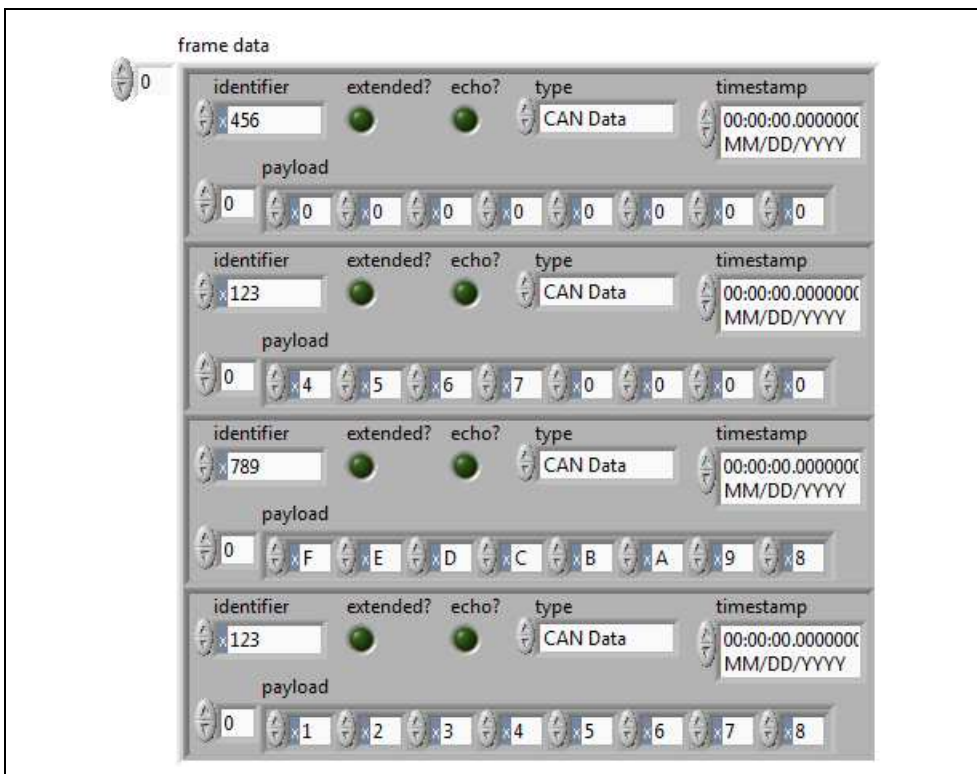 frame data
0
identifier extended? echo? type timestamp
x456 CAN Data 00:00:00.0000000
MM/DD/YYYY
payload
0 x0 x0 x0 x0 x0 x0 x0 x0
identifier extended? echo? type timestamp
x123 CAN Data 00:00:00.0000000
MM/DD/YYYY
payload
0 x4 x5 x6 x7 x0 x0 x0 x0
identifier extended? echo? type timestamp
x789 CAN Data 00:00:00.0000000
MM/DD/YYYY
payload
0 xF xE xD xC xB xA x9 x8
identifier extended? echo? type timestamp
x123 CAN Data 00:00:00.0000000
MM/DD/YYYY
payload
0 x1 x2 x3 x4 x5 x6 x7 x8